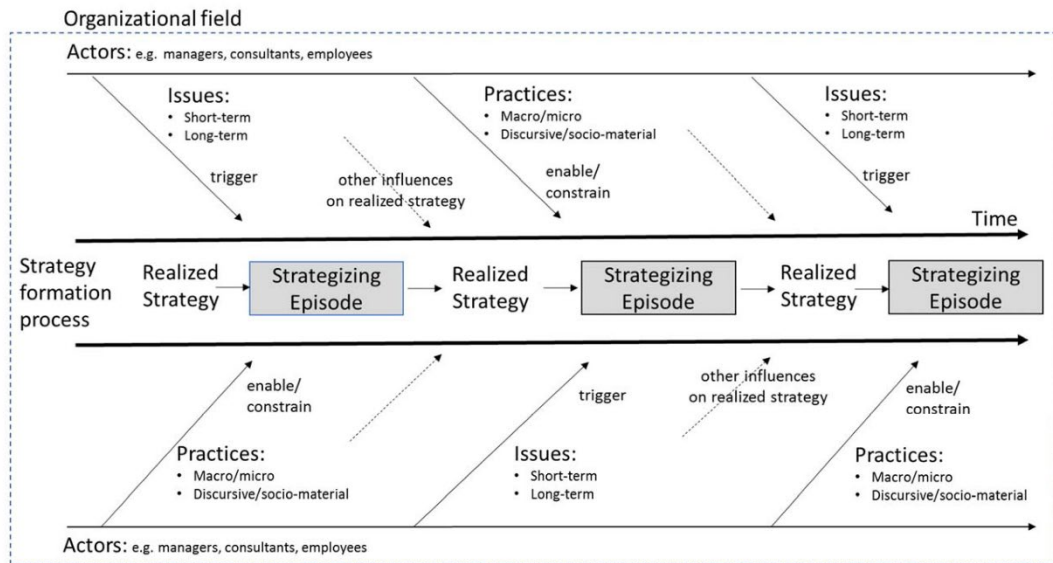 Organizational field
Actors: e.g. managers, consultants, employees
Issues:
• Short-term
• Long-term
trigger
other influences
on realized strategy
Practices:
• Macro/micro
• Discursive/socio-material
enable/
constrain
Issues:
• Short-term
• Long-term
trigger
Time
Strategy
formation
process
Realized
Strategy
Strategizing
Episode
Realized
Strategy
Strategizing
Episode
Realized
Strategy
Strategizing
Episode
enable/
constrain
Practices:
• Macro/micro
• Discursive/socio-material
trigger
Issues:
• Short-term
• Long-term
other influences
on realized strategy
enable/
constrain
Practices:
• Macro/micro
• Discursive/socio-material
Actors: e.g. managers, consultants, employees